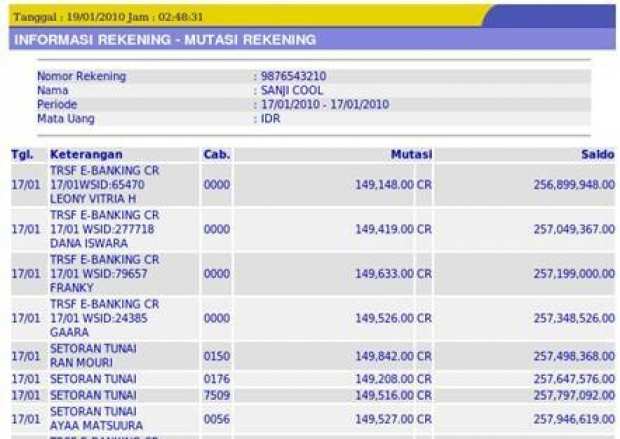 Tanggal : 19/01/2010 Jam : 02:48:31
INFORMASI REKENING - MUTASI REKENING
Nomor Rekening : 9876543210
Nama : SANJI COOL
Periode : 17/01/2010 - 17/01/2010
Mata Uang : IDR
Tgl. Keterangan Cab. Mutasi Saldo
TRSF E-BANKING CR
17/01 17/01WSID:65470 0000 149,148.00 CR 256,899,948.00
LEONY VITRIA H
TRSF E-BANKING CR
17/01 17/01 WSID:277718 0000 149,419.00 CR 257,049,367.00
DANA ISWARA
TRSF E-BANKING CR
17/01 17/01 WSID:79657 0000 149,633.00 CR 257,199,000.00
FRANKY
TRSF E-BANKING CR
17/01 17/01 WSID:24385 0000 149,526.00 CR 257,348,526.00
GAARA
SETORAN TUNAI
17/01 0150 149,842.00 CR 257,498,368.00
RAN MOURI
17/01 SETORAN TUNAI 0176 149,208.00 CR 257,647,576.00
17/01 SETORAN TUNAI 7509 149,516.00 CR 257,797,092.00
SETORAN TUNAI
17/01 0056 149,527.00 CR 257,946,619.00
AYAA MATSUURA